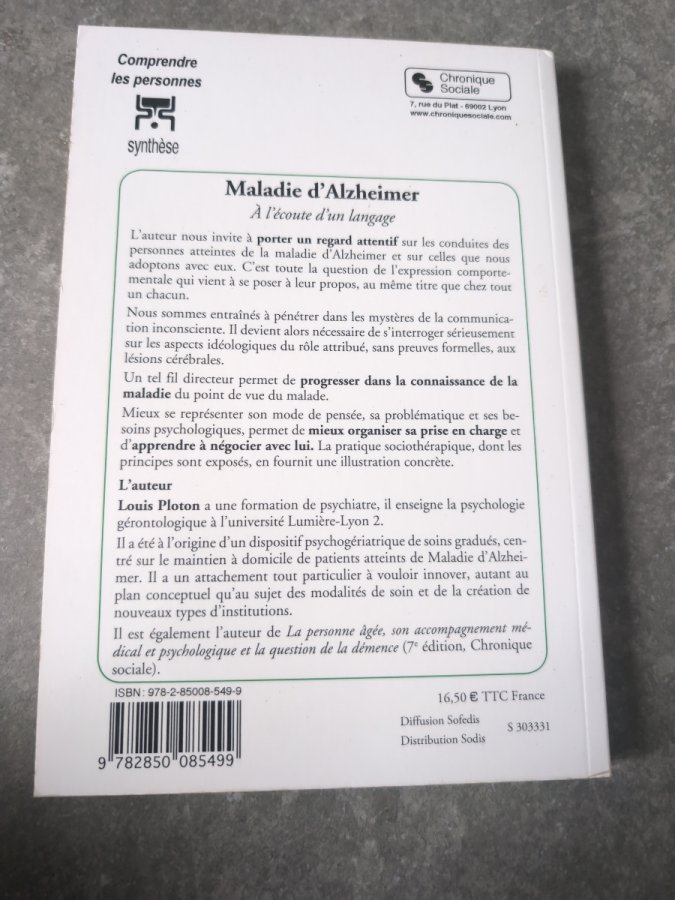 Comprendre
les personnes
synthèse
Chronique
Sociale
7, rue du Plat - 69002 Lyon
www.chroniquesociale.com
Maladie d'Alzheimer
À l'écoute d'un langage
L'auteur nous invite à porter un regard attentif sur les conduites des
personnes atteintes de la maladie d'Alzheimer et sur celles que nous
adoptons avec eux. C'est toute la question de l'expression comporte-
mentale qui vient à se poser à leur propos, au même titre que chez tout
un chacun.
Nous sommes entraînés à pénétrer dans les mystères de la communica-
tion inconsciente. Il devient alors nécessaire de s'interroger sérieusement
sur les aspects idéologiques du rôle attribué, sans preuves formelles, aux
lésions cérébrales.
Un tel fil directeur permet de progresser dans la connaissance de la
maladie du point de vue du malade.
Mieux se représenter son mode de pensée, sa problématique et ses be-
soins psychologiques, permet de mieux organiser sa prise en charge et
d'apprendre à négocier avec lui. La pratique sociothérapique, dont les
principes sont exposés, en fournit une illustration concrète.
L'auteur
Louis Ploton a une formation de psychiatre, il enseigne la psychologie
gérontologique à l'université Lumière-Lyon 2.
Il a été à l'origine d'un dispositif psychogériatrique de soins gradués, cen-
tré sur le maintien à domicile de patients atteints de Maladie d'Alzhei-
mer. Il a un attachement tout particulier à vouloir innover, autant au
plan conceptuel qu'au sujet des modalités de soin et de la création de
nouveaux types d'institutions.
Il est également l'auteur de La personne âgée, son accompagnement mé-
dical et psychologique et la question de la démence (7e édition, Chronique
sociale).
ISBN : 978-2-85008-549-9
9 782850 085499
16,50 € TTC France
Diffusion Sofedis
Distribution Sodis
S 303331